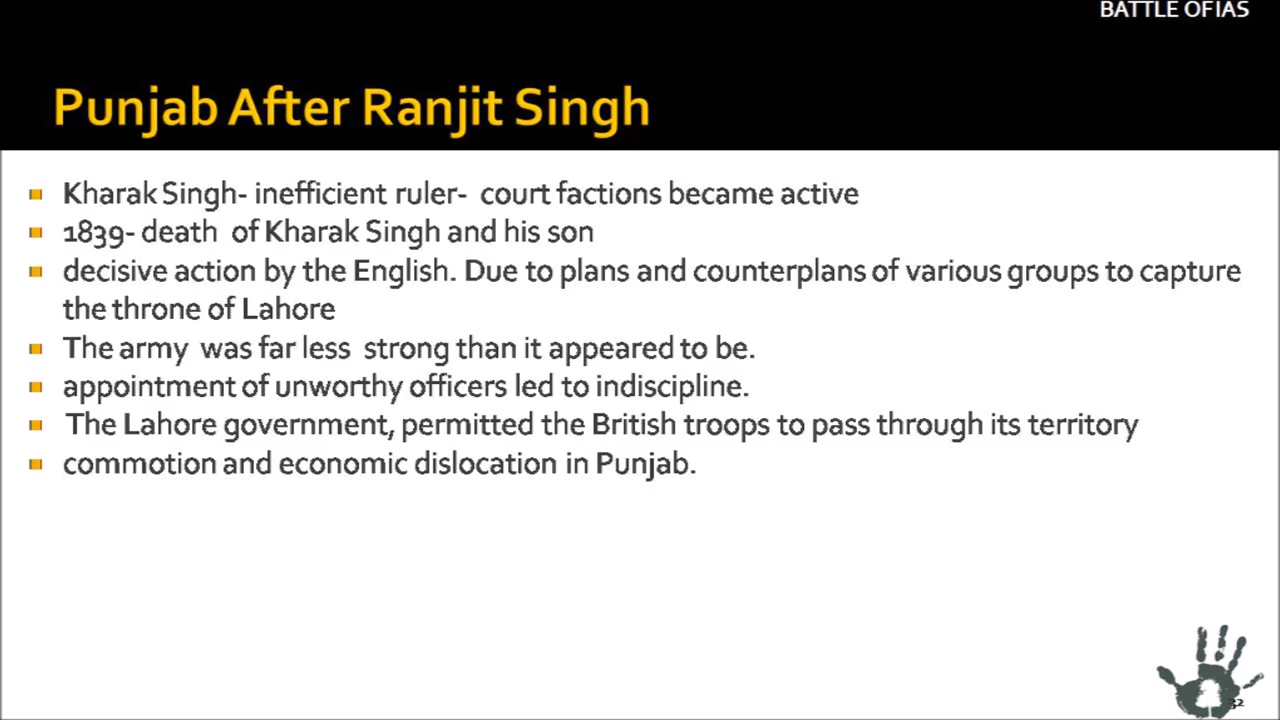 BATTLE OF IAS
Punjab After Ranjit Singh
Kharak Singh- inefficient ruler- court factions became active
1839- death of Kharak Singh and his son
decisive action by the English. Due to plans and counterplans of various groups to capture
the throne of Lahore
The army was far less strong than it appeared to be.
appointment of unworthy officers led to indiscipline.
The Lahore government, permitted the British troops to pass through its territory
commotion and economic dislocation in Punjab.
32